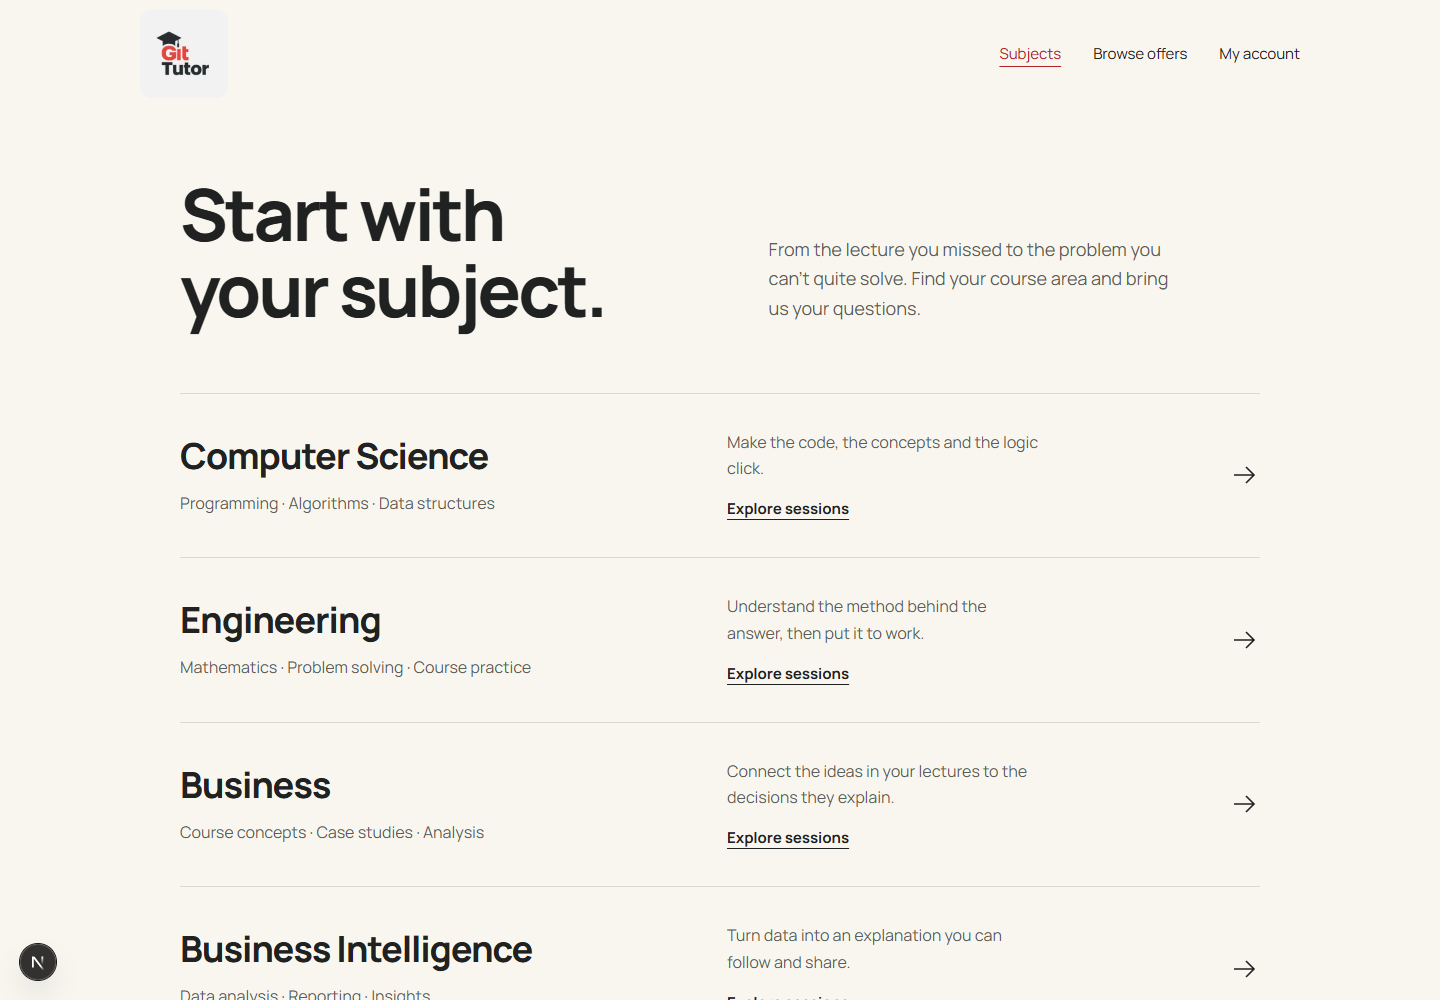 Git
Tutor
Subjects
Browse offers
My account
Start with
your subject.
From the lecture you missed to the problem you
can't quite solve. Find your course area and bring
us your questions.
Computer Science
Programming · Algorithms · Data structures
Make the code, the concepts and the logic
click.
Explore sessions
Engineering
Mathematics · Problem solving · Course practice
Understand the method behind the
answer, then put it to work.
Explore sessions
Business
Course concepts · Case studies · Analysis
Connect the ideas in your lectures to the
decisions they explain.
Explore sessions
Business Intelligence
Data analysis · Reporting · Insights
Turn data into an explanation you can
follow and share.
Explore sessions
N